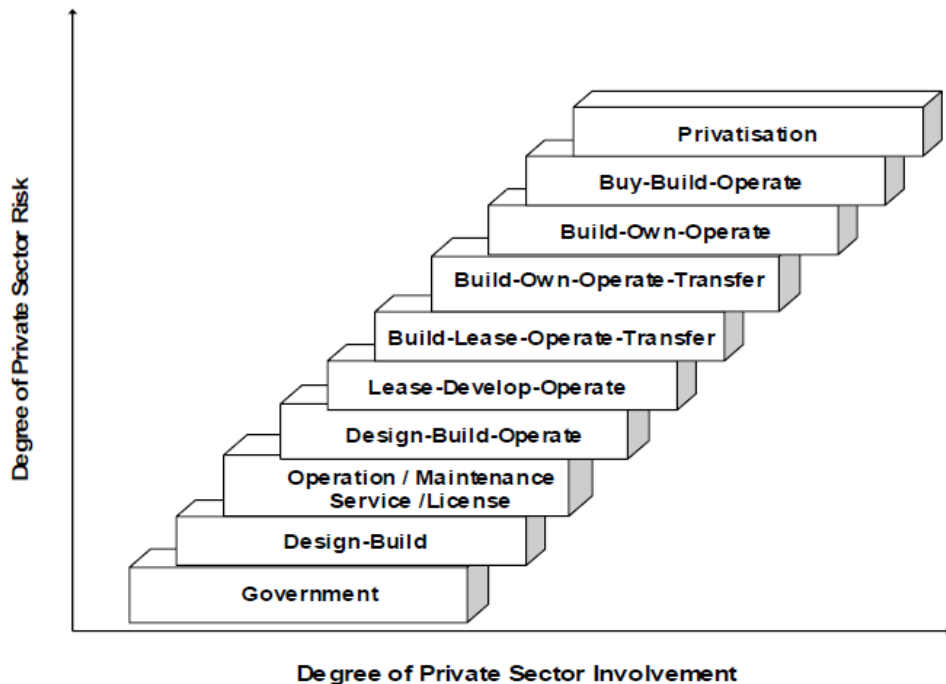 Degree of Private Sector Risk
Privatisation
Buy-Build-Operate
Build-Own-Operate
Build-Own-Operate-Transfer
Build-Lease-Operate-Transfer
Lease-Develop-Operate
Design-Build-Operate
Operation / Maintenance
Service /License
Design-Build
Government
Degree of Private Sector Involvement